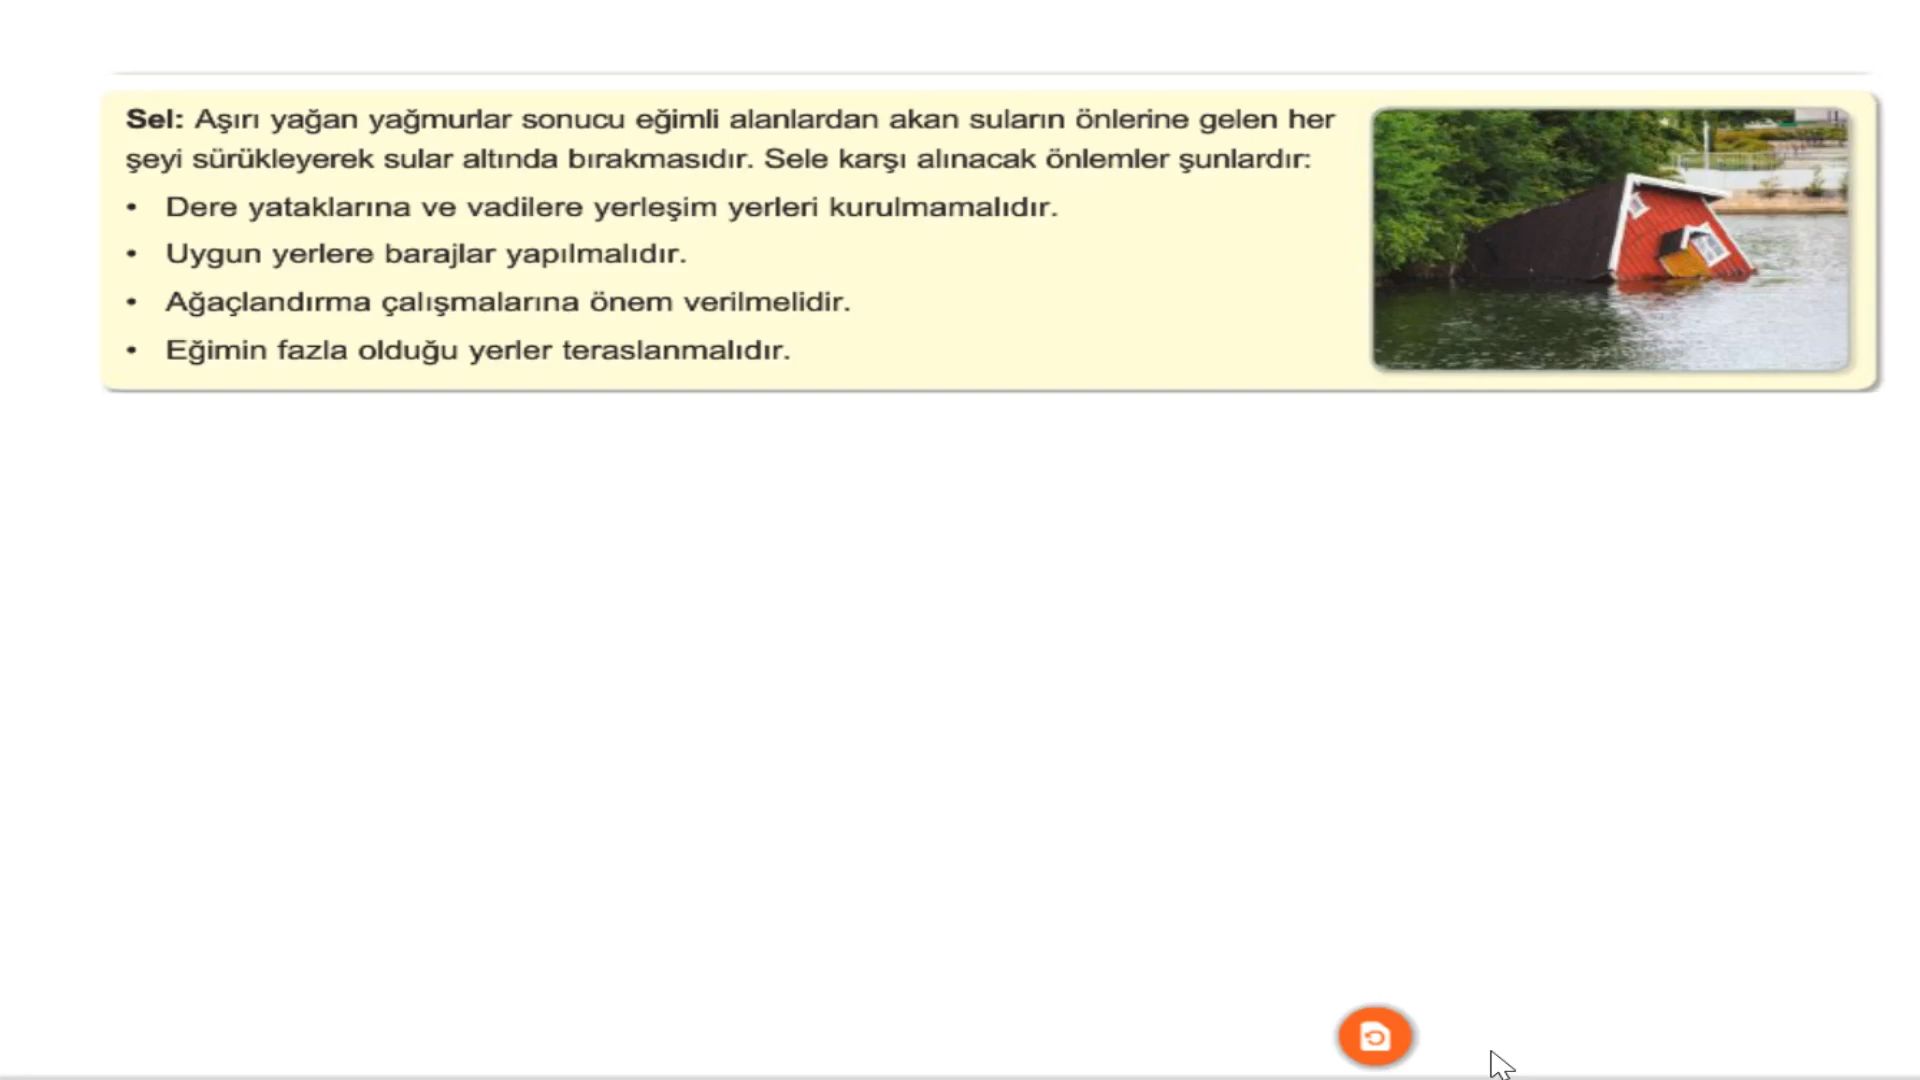 Sel: Aşırı yağan yağmurlar sonucu eğimli alanlardan akan suların önlerine gelen her
şeyi sürükleyerek sular altında bırakmasıdır. Sele karşı alınacak önlemler şunlardır:
• Dere yataklarına ve vadilere yerleşim yerleri kurulmamalıdır.
• Uygun yerlere barajlar yapılmalıdır.
• Ağaçlandırma çalışmalarına önem verilmelidir.
• Eğimin fazla olduğu yerler teraslanmalıdır.